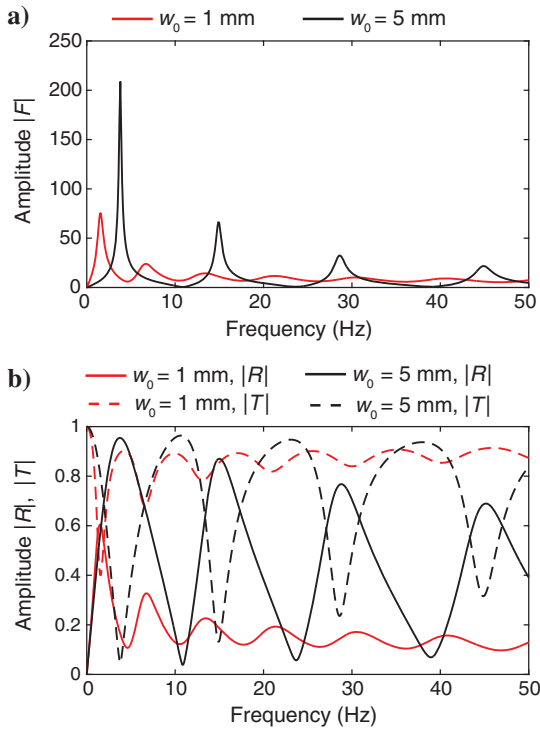 a)
w0 = 1 mm w0 = 5 mm
Amplitude |F|
250
200
150
100
50
0
0 10 20 30 40 50
Frequency (Hz)
b)
w0 = 1 mm, |R| w0 = 5 mm, |R|
w0 = 1 mm, |T| w0 = 5 mm, |T|
Amplitude |R|, |T|
1
0.8
0.6
0.4
0.2
0
0 10 20 30 40 50
Frequency (Hz)